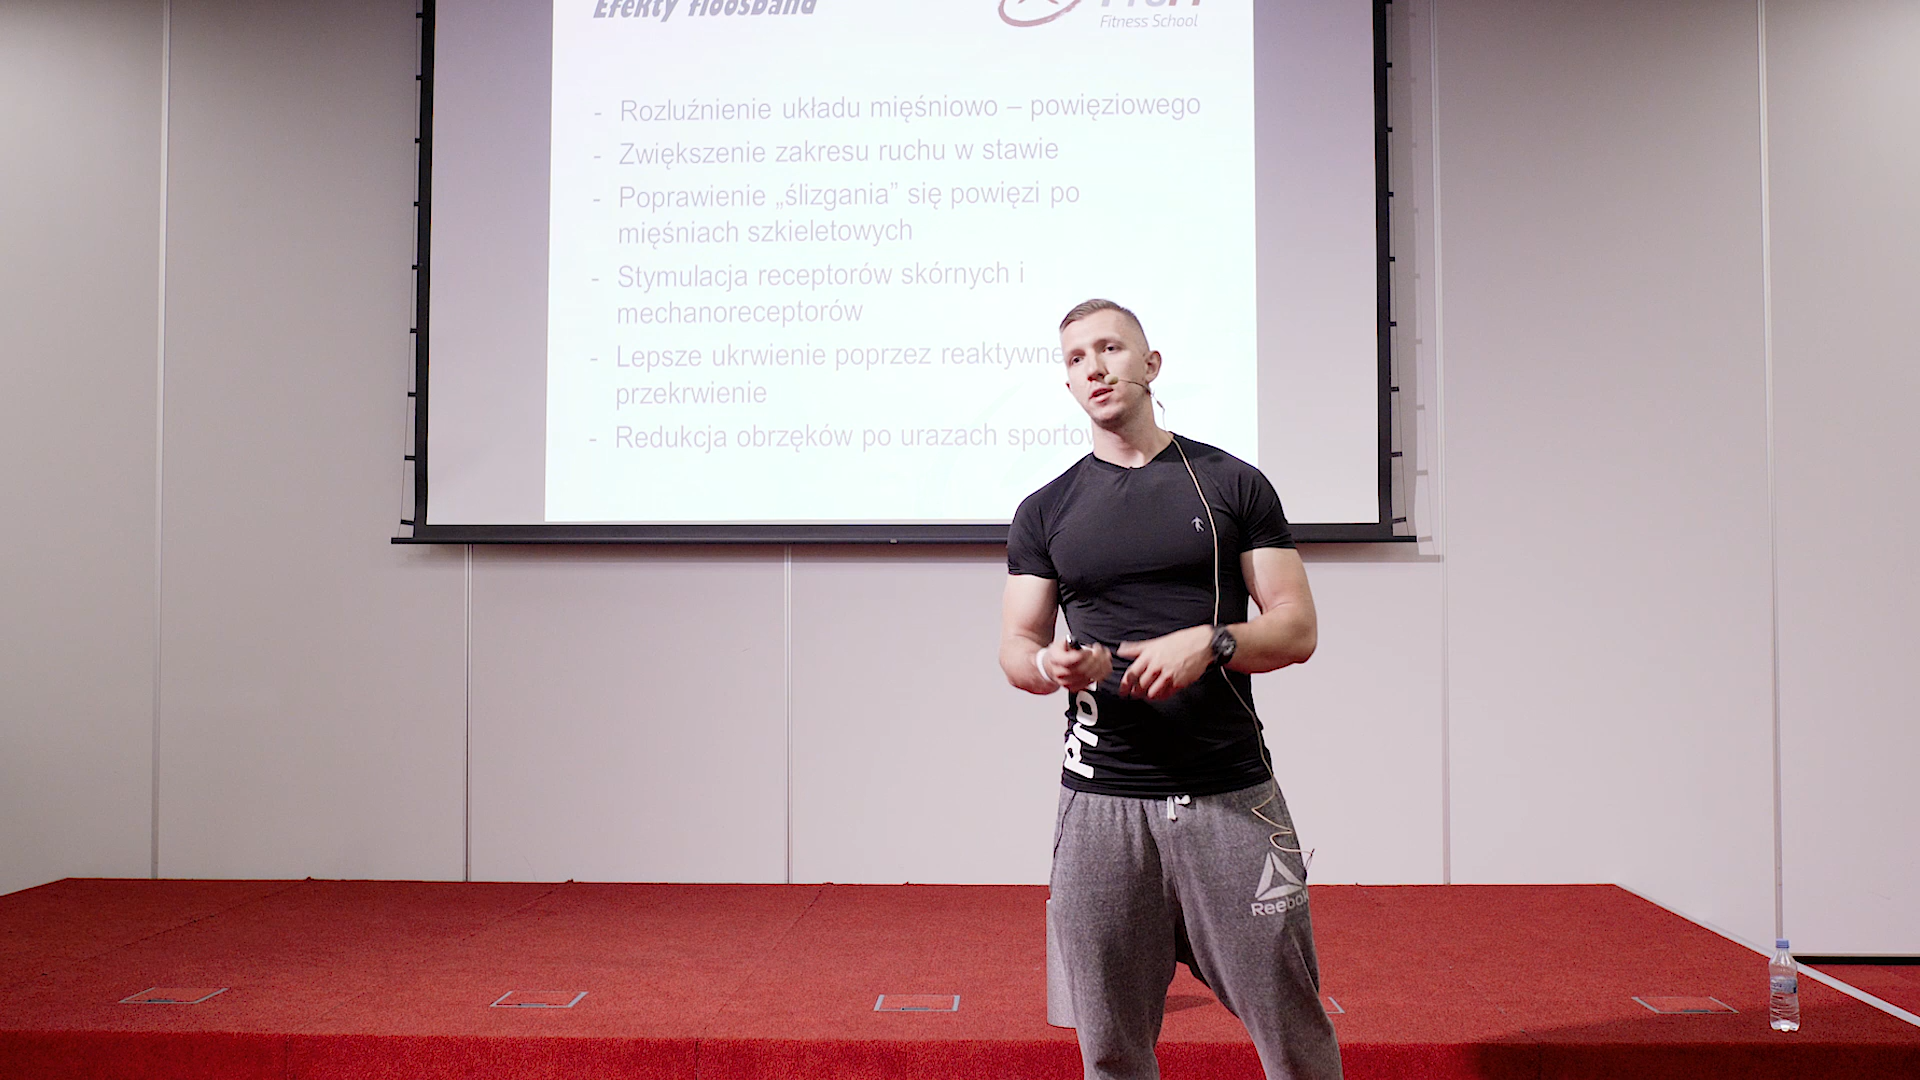 Efekty floosband
Fitness School
- Rozluźnienie układu mięśniowo – powięziowego
- Zwiększenie zakresu ruchu w stawie
- Poprawienie „ślizgania” się powięzi po
mięśniach szkieletowych
- Stymulacja receptorów skórnych i
mechanoreceptorów
- Lepsze ukrwienie poprzez reaktywne
przekrwienie
- Redukcja obrzęków po urazach
Reebok